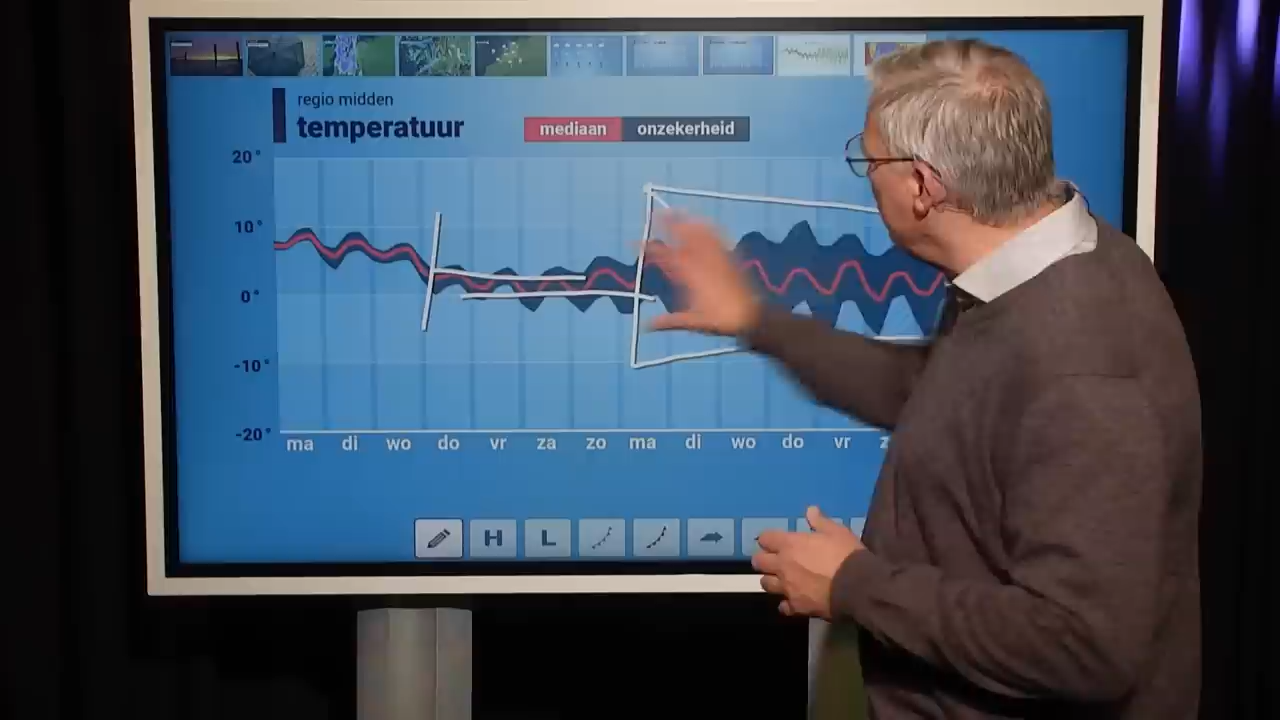 regio midden
temperatuur
mediaan onzekerheid
20°
10°
0°
-10°
-20°
ma di wo do vr za zo ma di wo do vr z
H L